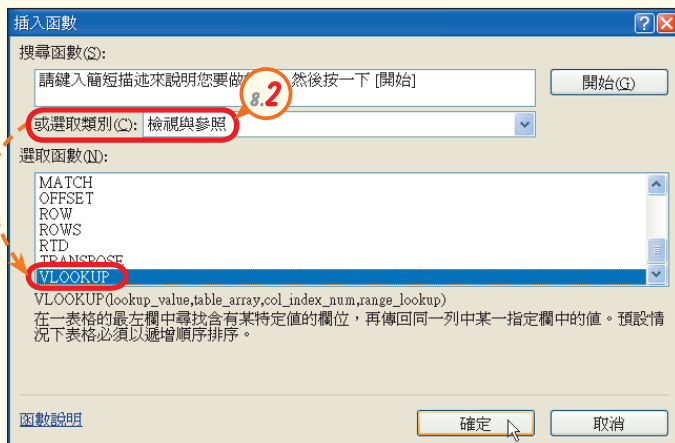 插入函數
搜尋函數(S):
請鍵入簡短描述來說明您要做 然後按一下 [開始]
開始(G)
8.2
或選取類別(C): 檢視與參照
選取函數(N):
MATCH
OFFSET
ROW
ROWS
RTD
TRANSPOSE
VLOOKUP
VLOOKUP(lookup_value,table_array,col_index_num,range_lookup)
在一表格的最左欄中尋找含有某特定值的欄位，再傳回同一列中某一指定欄中的值。預設情
況下表格必須以遞增順序排序。
函數說明
確定
取消